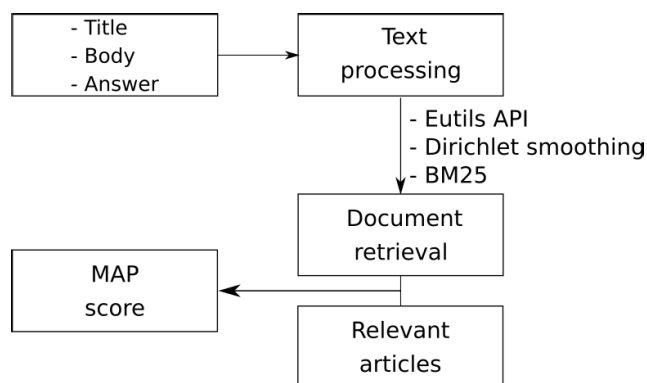 - Title
- Body
- Answer
Text
processing
- Eutils API
- Dirichlet smoothing
- BM25
Document
retrieval
MAP
score
Relevant
articles